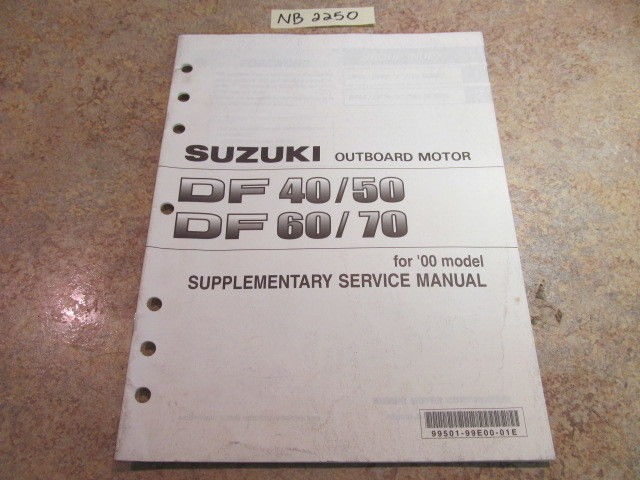 NB 2250
SUZUKI OUTBOARD MOTOR
DF 40/50
DF 60/70
for '00 model
SUPPLEMENTARY SERVICE MANUAL
99501-99E00-01E